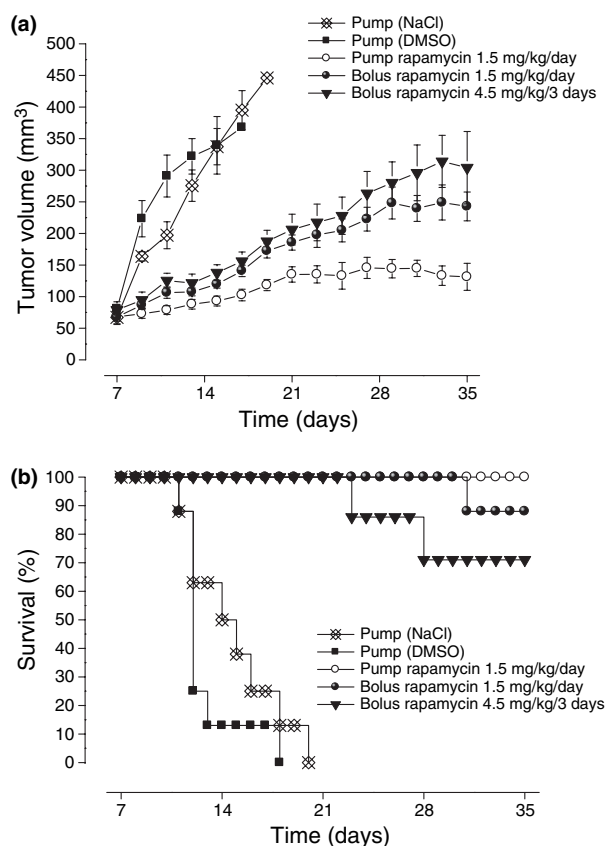 (a)
Pump (NaCl)
Pump (DMSO)
Pump rapamycin 1.5 mg/kg/day
Bolus rapamycin 1.5 mg/kg/day
Bolus rapamycin 4.5 mg/kg/3 days
Tumor volume (mm³)
500
450
400
350
300
250
200
150
100
50
0
7 14 21 28 35
Time (days)
(b)
Survival (%)
100
90
80
70
60
50
40
30
20
10
0
Pump (NaCl)
Pump (DMSO)
Pump rapamycin 1.5 mg/kg/day
Bolus rapamycin 1.5 mg/kg/day
Bolus rapamycin 4.5 mg/kg/3 days
7 14 21 28 35
Time (days)